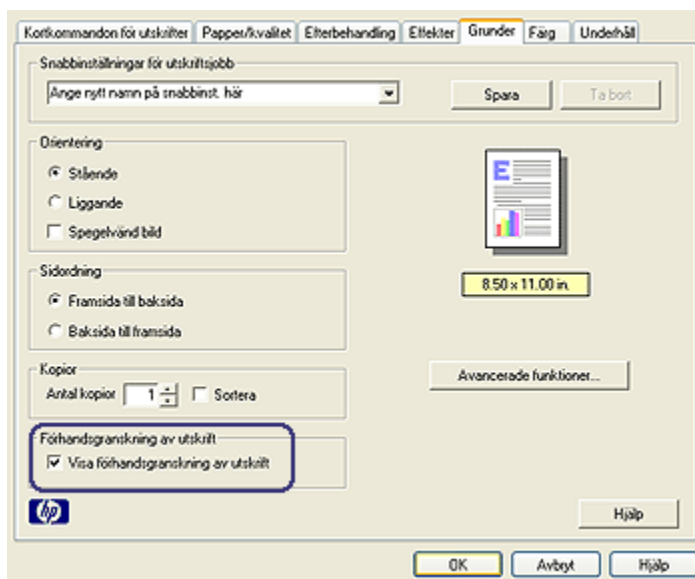 Kortkommandon för utskrifter Papper/kvalitet Efterbehandling Effekter Grunder Färg Underhåll
Snabbinställningar för utskriftsjobb
Ange nytt namn på snabbinst. här
Spara
Ta bort
Orientering
Stående
Liggande
Spegelvänd bild
E
8.50 x 11.00 in.
Sidordning
Framsida till baksida
Baksida till framsida
Kopior
Antal kopior 1 Sortera
Avancerade funktioner...
Förhandsgranskning av utskrift
Visa förhandsgranskning av utskrift
hp
Hjälp
OK Avbryt Hjälp